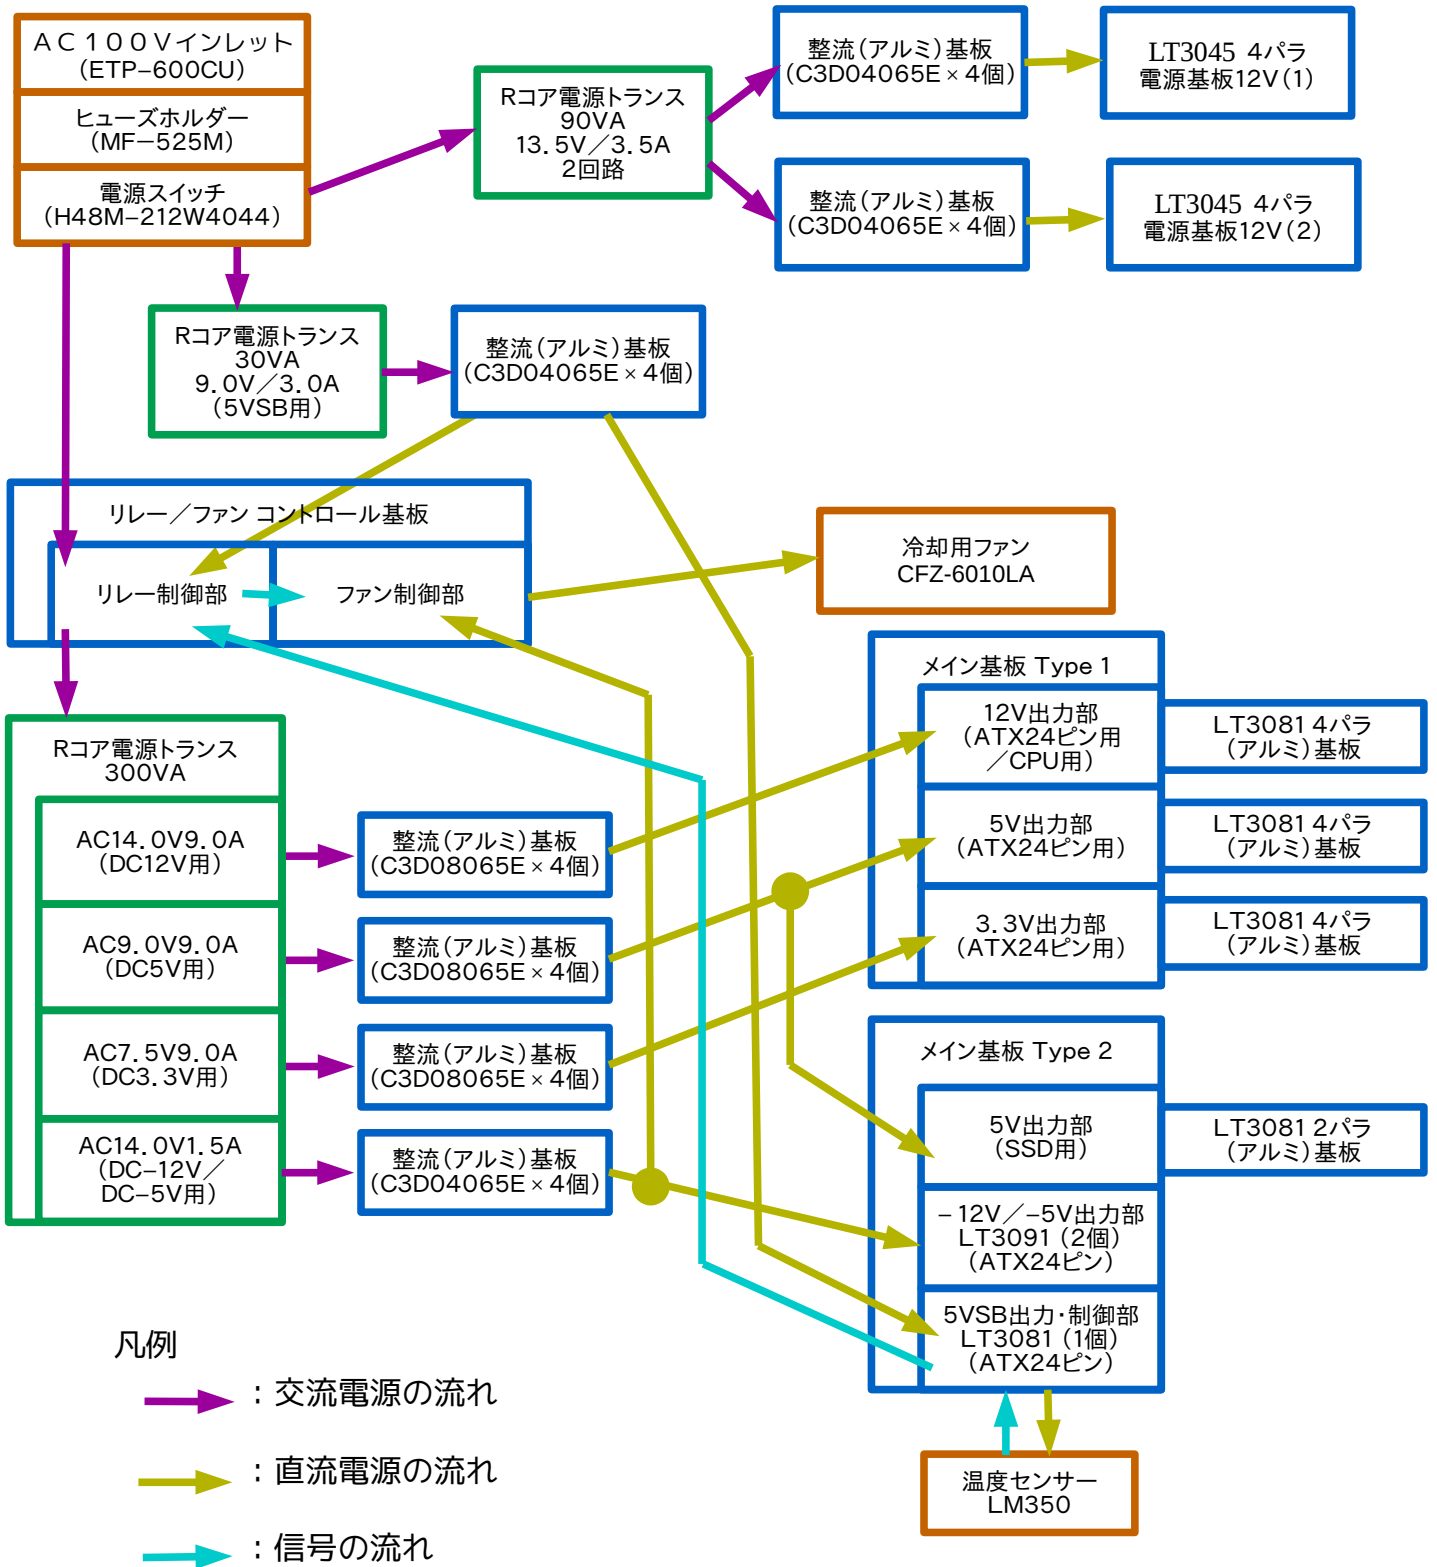 AC100Vインレット
(ETP−600CU)
ヒューズホルダー
(MF−525M)
電源スイッチ
(H48M−212W4044)
Rコア電源トランス
90VA
13.5V／3.5A
2回路
整流(アルミ)基板
(C3D04065E×4個)
LT3045 4パラ
電源基板12V(1)
整流(アルミ)基板
(C3D04065E×4個)
LT3045 4パラ
電源基板12V(2)
Rコア電源トランス
30VA
9.0V／3.0A
(5VSB用)
整流(アルミ)基板
(C3D04065E×4個)
リレー／ファン コントロール基板
リレー制御部
ファン制御部
冷却用ファン
CFZ-6010LA
Rコア電源トランス
300VA
AC14.0V9.0A
(DC12V用)
AC9.0V9.0A
(DC5V用)
AC7.5V9.0A
(DC3.3V用)
AC14.0V1.5A
(DC−12V／
DC−5V用)
整流(アルミ)基板
(C3D08065E×4個)
整流(アルミ)基板
(C3D08065E×4個)
整流(アルミ)基板
(C3D08065E×4個)
整流(アルミ)基板
(C3D04065E×4個)
メイン基板 Type 1
12V出力部
(ATX24ピン用
／CPU用)
LT3081 4パラ
(アルミ)基板
5V出力部
(ATX24ピン用)
LT3081 4パラ
(アルミ)基板
3.3V出力部
(ATX24ピン用)
LT3081 4パラ
(アルミ)基板
メイン基板 Type 2
5V出力部
(SSD用)
LT3081 2パラ
(アルミ)基板
−12V／−5V出力部
LT3091 (2個)
(ATX24ピン)
5VSB出力・制御部
LT3081 (1個)
(ATX24ピン)
温度センサー
LM350
凡例
：交流電源の流れ
：直流電源の流れ
：信号の流れ